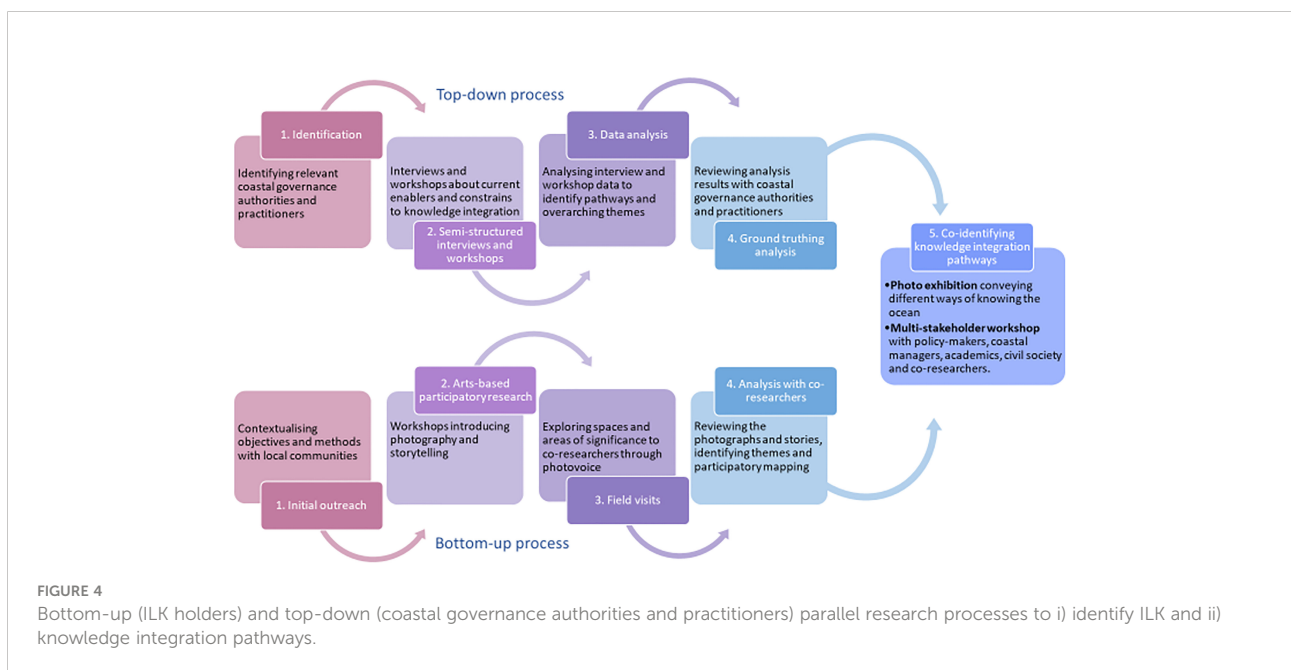 Top-down process
1. Identification
Identifying relevant
coastal governance
authorities and
practitioners
Interviews and
workshops about current
enablers and constrains
to knowledge integration
2. Semi-structured
interviews and
workshops
3. Data analysis
Analysing interview and
workshop data to
identify pathways and
overarching themes
Reviewing analysis
results with coastal
governance authorities
and practitioners
4. Ground truthing
analysis
5. Co-identifying
knowledge integration
pathways
•Photo exhibition conveying
different ways of knowing the
ocean
•Multi-stakeholder workshop
with policy-makers, coastal
managers, academics, civil society
and co-researchers.
Contextualising
objectives and methods
with local communities
1. Initial outreach
2. Arts-based
participatory research
Workshops introducing
photography and
storytelling
Exploring spaces and
areas of significance to
co-researchers through
photovoice
3. Field visits
4. Analysis with co-
researchers
Reviewing the
photographs and stories,
identifying themes and
participatory mapping
Bottom-up process
FIGURE 4
Bottom-up (ILK holders) and top-down (coastal governance authorities and practitioners) parallel research processes to i) identify ILK and ii)
knowledge integration pathways.